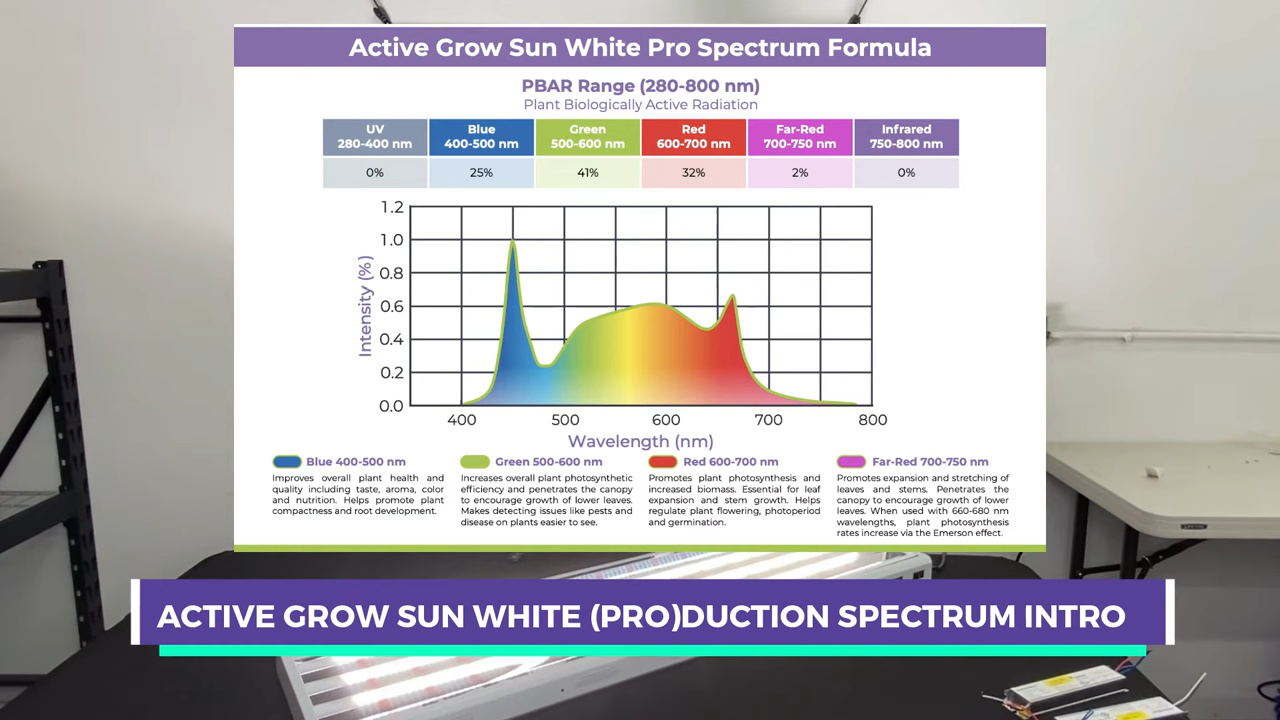 Active Grow Sun White Pro Spectrum Formula
PBAR Range (280-800 nm)
Plant Biologically Active Radiation
UV Blue Green Red Far-Red Infrared
280-400 nm 400-500 nm 500-600 nm 600-700 nm 700-750 nm 750-800 nm
0% 25% 41% 32% 2% 0%
1.2
1.0
0.8
0.6
0.4
0.2
0.0
Intensity (%)
400 500 600 700 800
Wavelength (nm)
Blue 400-500 nm
Improves overall plant health and
quality including taste, aroma, color
and nutrition. Helps promote plant
compactness and root development.
Green 500-600 nm
Increases overall plant photosynthetic
efficiency and penetrates the canopy
to encourage growth of lower leaves.
Makes detecting issues like pests and
disease on plants easier to see.
Red 600-700 nm
Promotes plant photosynthesis and
increased biomass. Essential for leaf
expansion and stem growth. Helps
regulate plant flowering, photoperiod
and germination.
Far-Red 700-750 nm
Promotes expansion and stretching of
leaves and stems. Penetrates the
canopy to encourage growth of lower
leaves. When used with 660-680 nm
wavelengths, plant photosynthesis
rates increase via the Emerson effect.
ACTIVE GROW SUN WHITE (PRO)DUCTION SPECTRUM INTRO